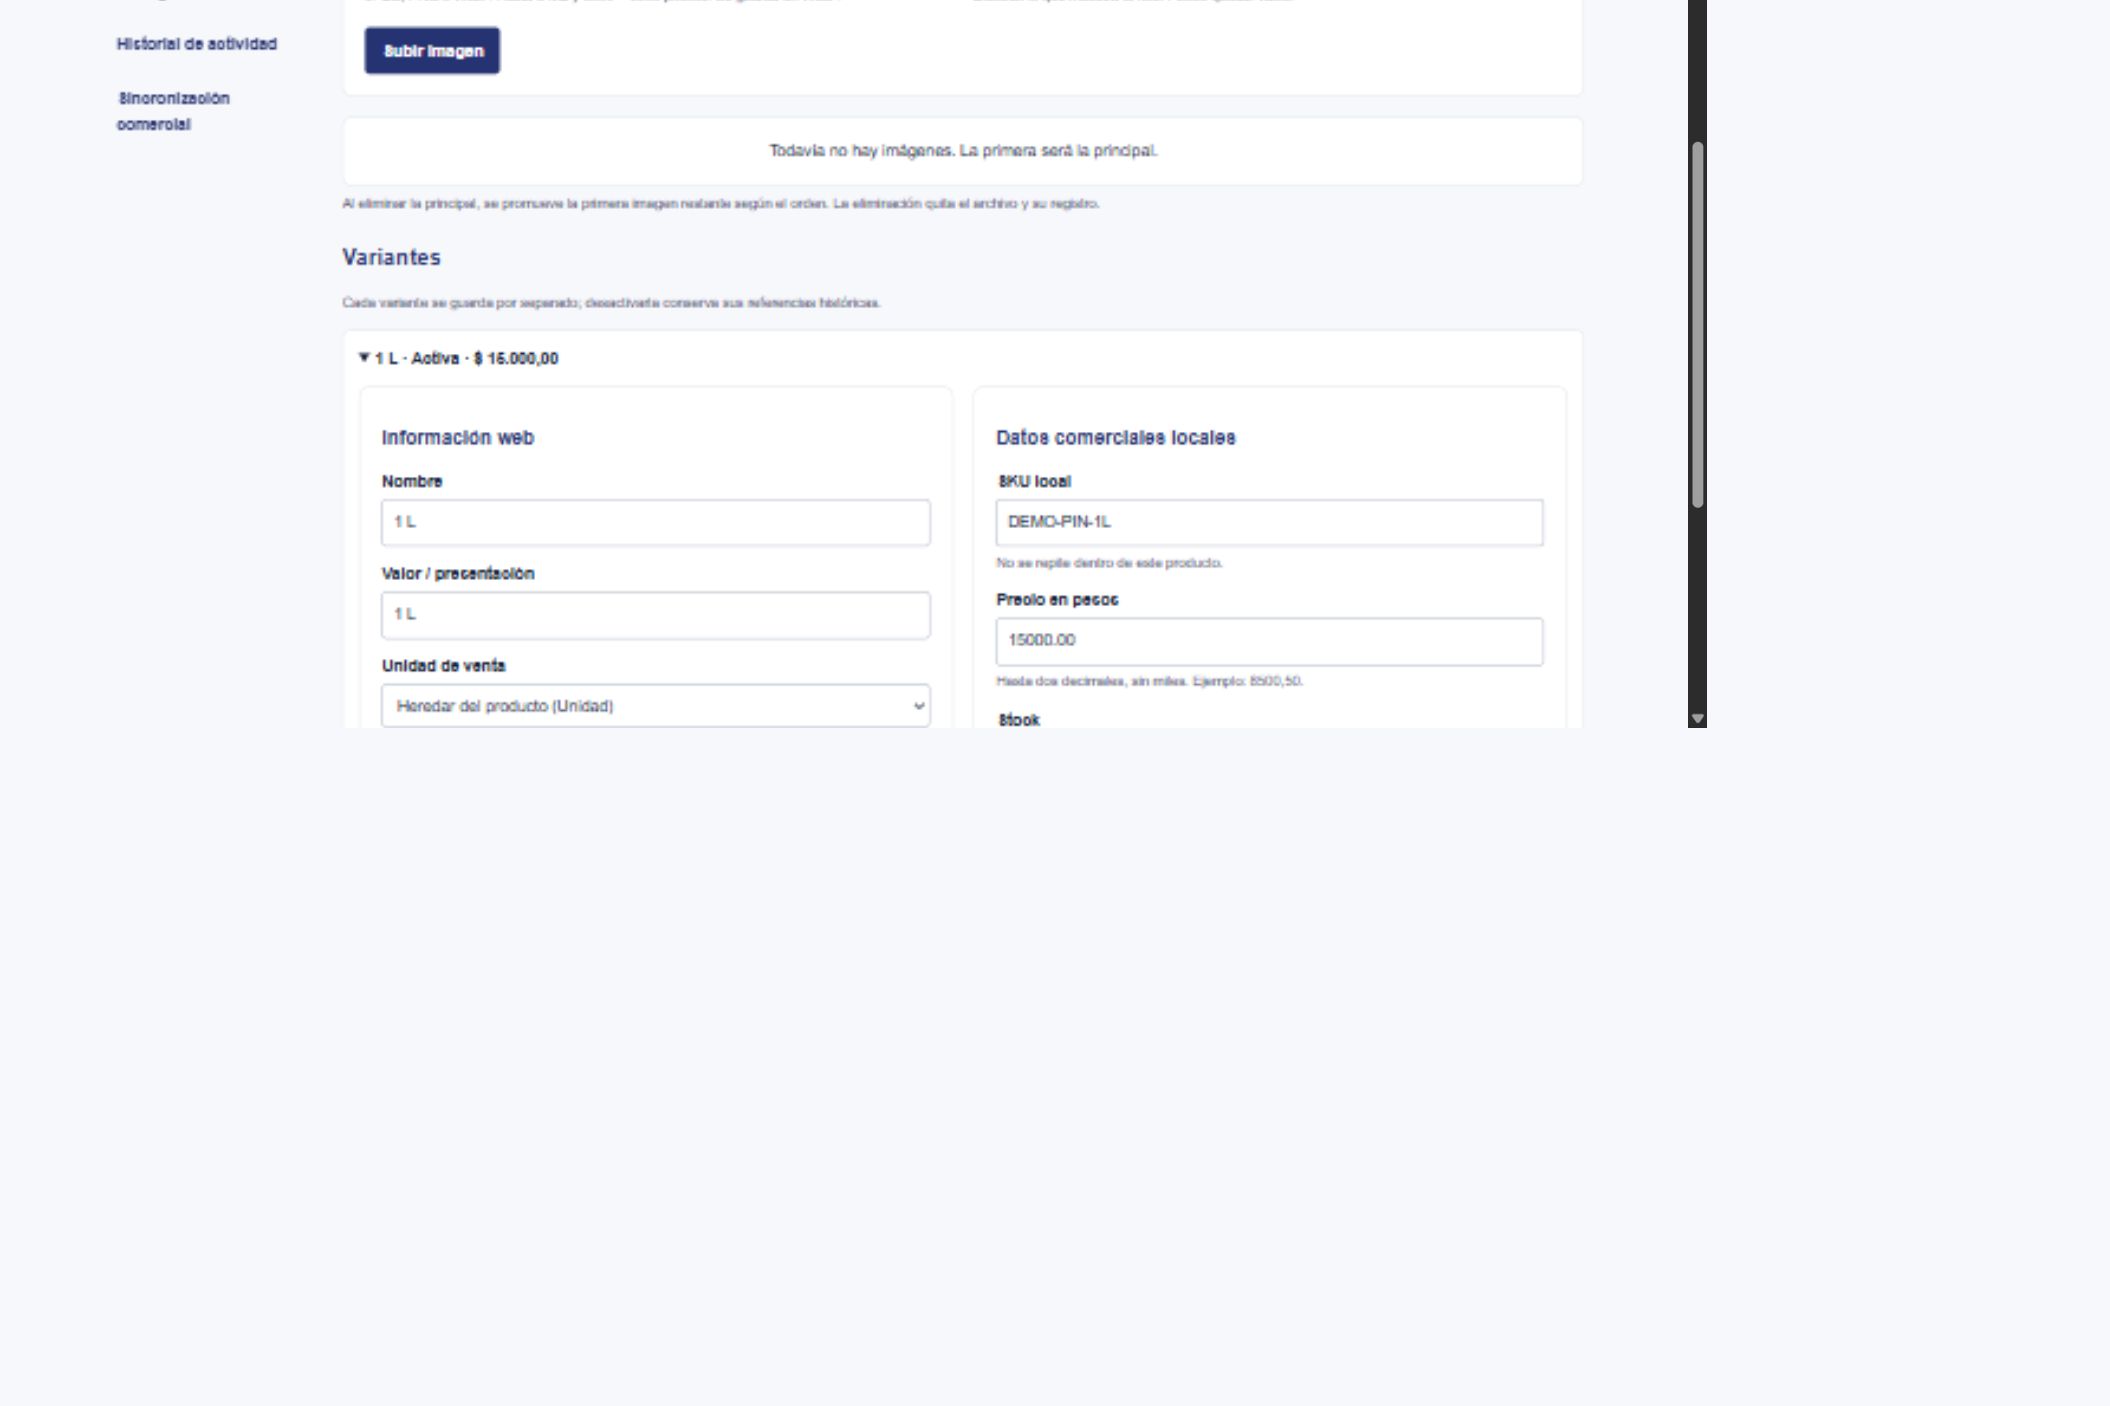 Historial de actividad
Sincronización
comercial
Subir imagen
Todavía no hay imágenes. La primera será la principal.
Al eliminar la principal, se promueve la primera imagen restante según el orden. La eliminación quita el archivo y su registro.
Variantes
Cada variante se guarda por separado; desactivarla conserva sus referencias históricas.
▼ 1 L · Activa · $ 15.000,00
Información web
Nombre
1 L
Valor / presentación
1 L
Unidad de venta
Heredar del producto (Unidad)
Datos comerciales locales
SKU local
DEMO-PIN-1L
No se repite dentro de este producto.
Precio en pesos
15000.00
Hasta dos decimales, sin miles. Ejemplo: 8500,50.
Stock